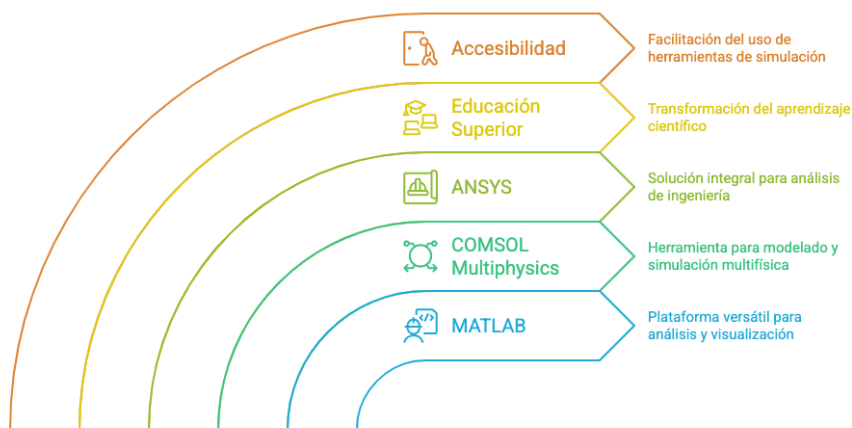 Accesibilidad
Facilitación del uso de
herramientas de simulación
Educación
Superior
Transformación del aprendizaje
científico
ANSYS
Solución integral para análisis
de ingeniería
COMSOL
Multiphysics
Herramienta para modelado y
simulación multifísica
MATLAB
Plataforma versátil para
análisis y visualización